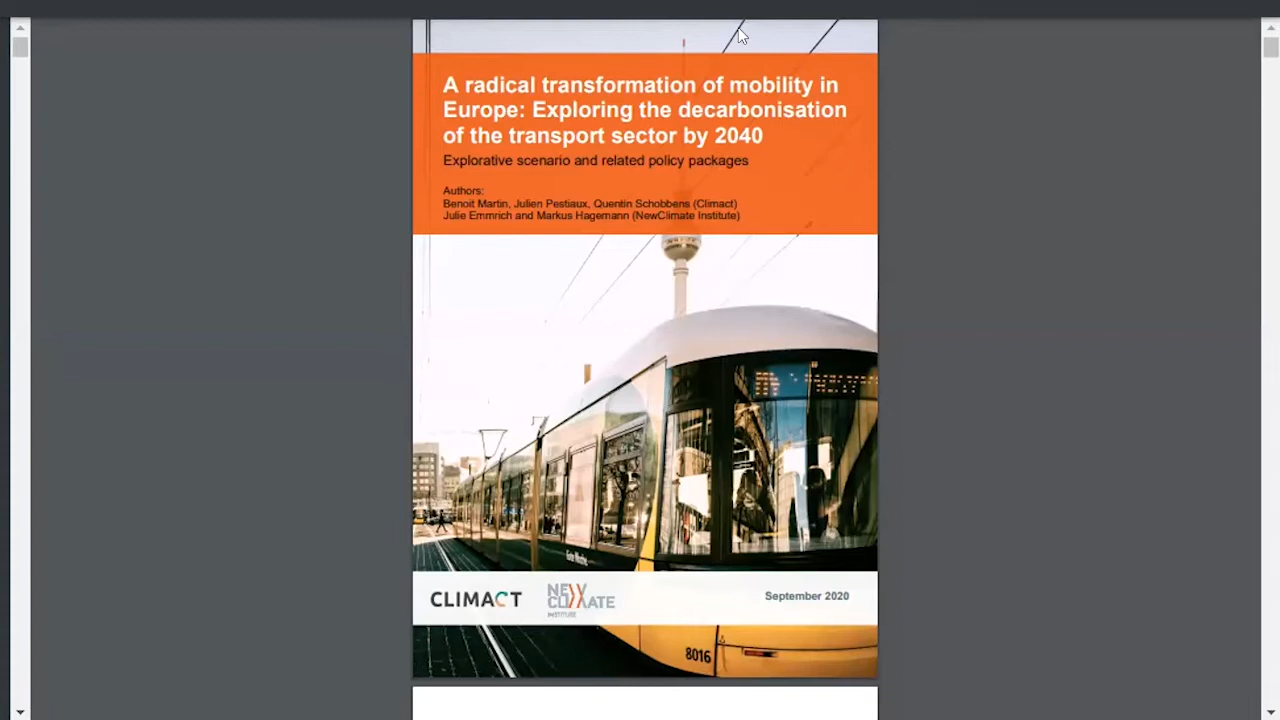 A radical transformation of mobility in
Europe: Exploring the decarbonisation
of the transport sector by 2040
Explorative scenario and related policy packages
Authors:
Benoit Martin, Julien Pestiaux, Quentin Schobbens (Climact)
Julie Emmrich and Markus Hagemann (NewClimate Institute)
CLIMACT
NEW
CLIMATE
INSTITUTE
September 2020
8016